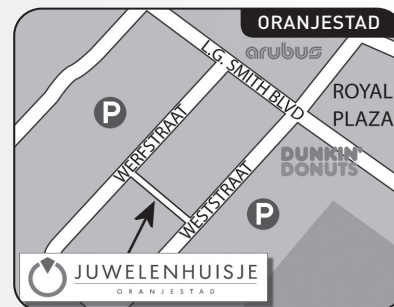 ORANJESTAD
arubus
L.G. SMITH BLVD
ROYAL
PLAZA
P
WERFSTRAAT
DUNKIN'
DONUTS
WESTSTRAAT
P
JUWELENHUISJE
ORANJESTAD